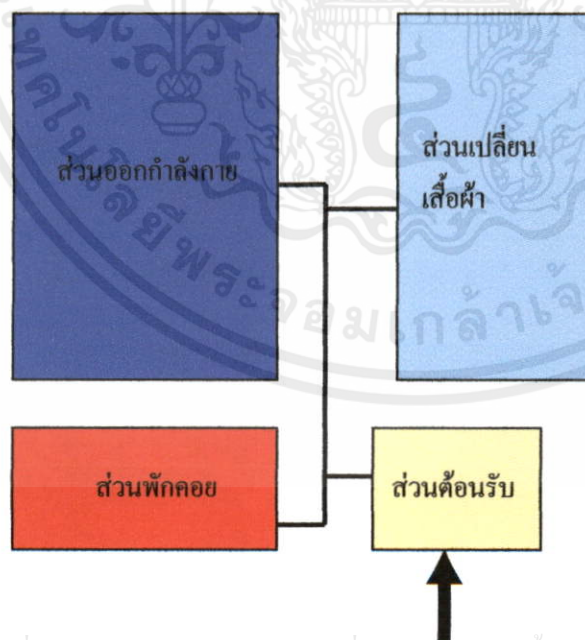 ส่วนออกกำลังกาย
ส่วนเปลี่ยน
เสื้อผ้า
ส่วนพักคอย
ส่วนต้อนรับ